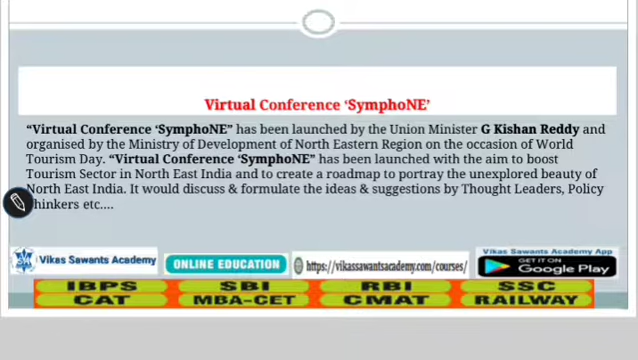 Virtual Conference ‘SymphoNE’
“Virtual Conference ‘SymphoNE” has been launched by the Union Minister G Kishan Reddy and
organised by the Ministry of Development of North Eastern Region on the occasion of World
Tourism Day. “Virtual Conference ‘SymphoNE” has been launched with the aim to boost
Tourism Sector in North East India and to create a roadmap to portray the unexplored beauty of
North East India. It would discuss & formulate the ideas & suggestions by Thought Leaders, Policy
hinkers etc....
Vikas Sawants Academy
ONLINE EDUCATION
https://vikassawantsacademy.com/courses/
Vikas Sawants Academy App
GET IT ON
Google Play
IBPS SBI RBI SSC
CAT MBA-CET CMAT RAILWAY